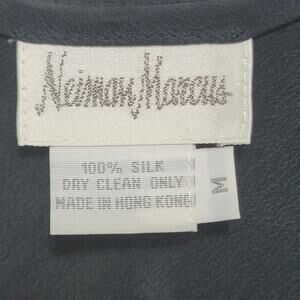 Neiman Marcus
100% SILK
DRY CLEAN ONLY
MADE IN HONG KONG
M